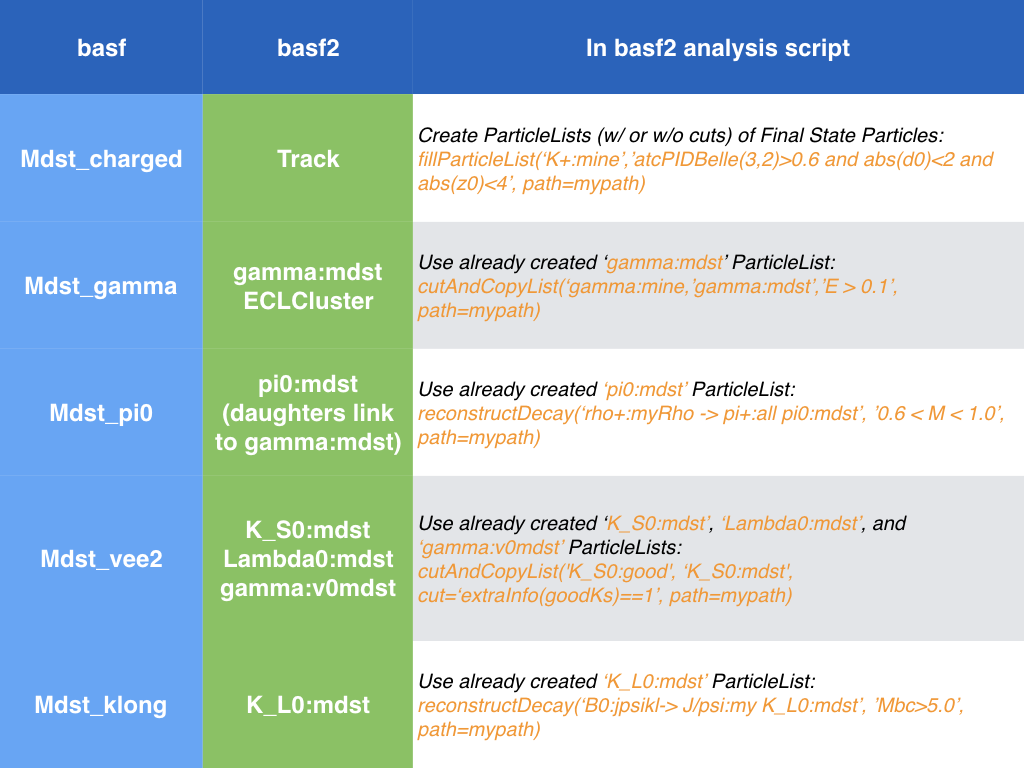 basf
basf2
In basf2 analysis script
Mdst_charged
Track
Create ParticleLists (w/ or w/o cuts) of Final State Particles:
fillParticleList(‘K+:mine’,’atcPIDBelle(3,2)>0.6 and abs(d0)<2 and
abs(z0)<4’, path=mypath)
Mdst_gamma
gamma:mdst
ECLCluster
Use already created ‘gamma:mdst’ ParticleList:
cutAndCopyList(‘gamma:mine,’gamma:mdst’,’E > 0.1’,
path=mypath)
Mdst_pi0
pi0:mdst
(daughters link
to gamma:mdst)
Use already created ‘pi0:mdst’ ParticleList:
reconstructDecay(‘rho+:myRho -> pi+:all pi0:mdst’, ’0.6 < M < 1.0’,
path=mypath)
Mdst_vee2
K_S0:mdst
Lambda0:mdst
gamma:v0mdst
Use already created ‘K_S0:mdst’, ‘Lambda0:mdst’, and
‘gamma:v0mdst’ ParticleLists:
cutAndCopyList('K_S0:good', ‘K_S0:mdst',
cut=‘extraInfo(goodKs)==1’, path=mypath)
Mdst_klong
K_L0:mdst
Use already created ‘K_L0:mdst’ ParticleList:
reconstructDecay(‘B0:jpsikl-> J/psi:my K_L0:mdst’, ’Mbc>5.0’,
path=mypath)